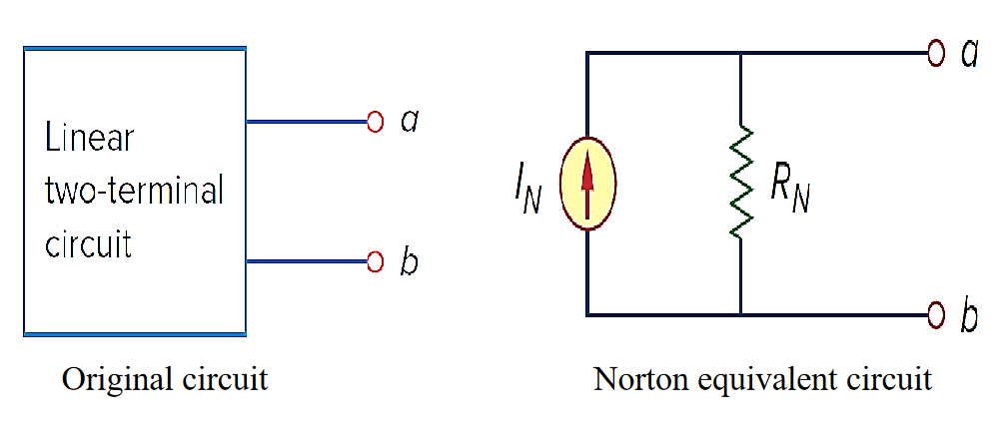 Linear
two-terminal
circuit
a
b
Original circuit
I_N
R_N
a
b
Norton equivalent circuit